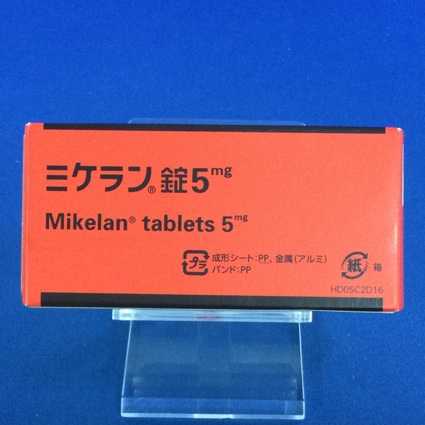 ミケラン®錠5mg
Mikelan® tablets 5mg
プラ 成形シート:PP、金属(アルミ)
バンド:PP
紙 箱
HD05C2D16